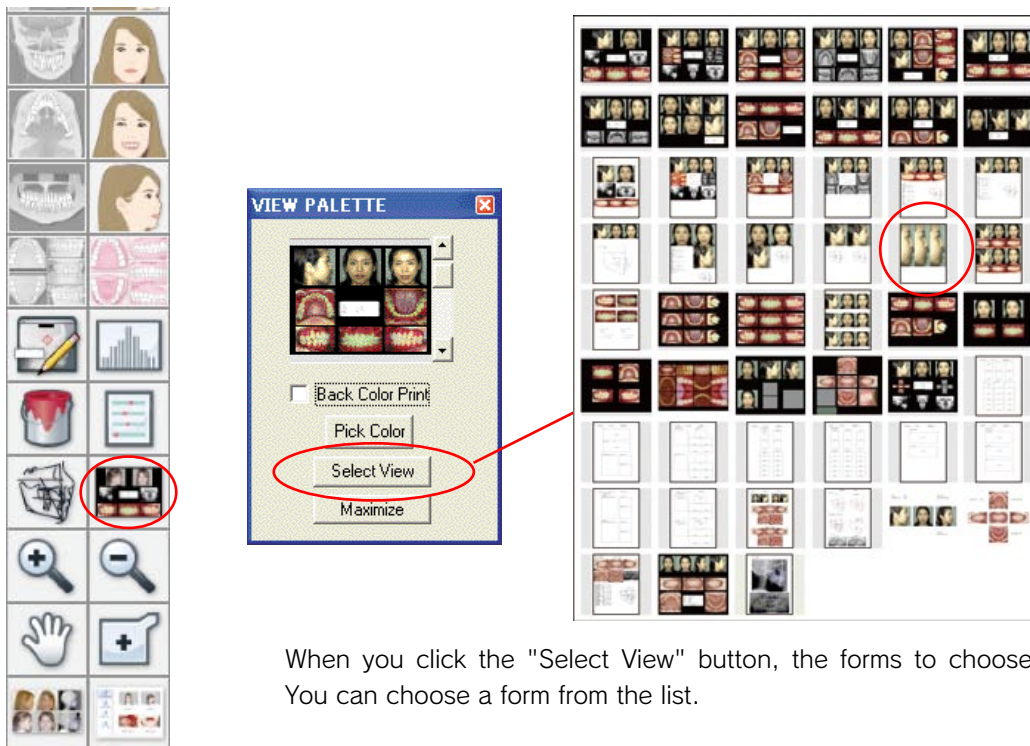 VIEW PALETTE
Back Color Print
Pick Color
Select View
Maximize
When you click the "Select View" button, the forms to choose
You can choose a form from the list.